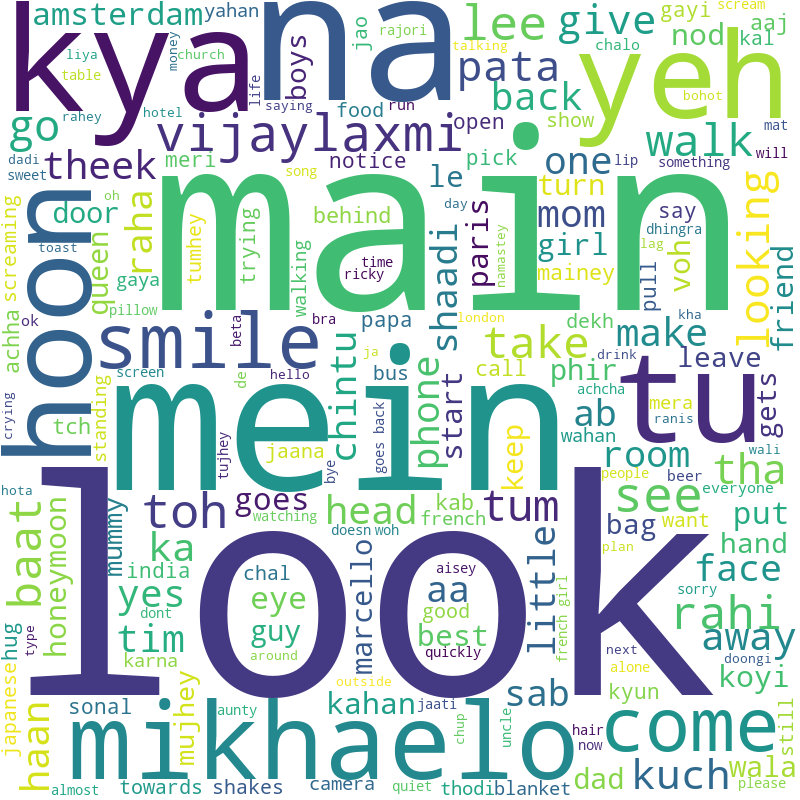 amsterdam
yahan
jao
rajori
lee
give
gayi
scream
aaj
kya
na
yeh
liya
money
church
talking
chalo
nod
kal
table
life
boys
pata
bohot
rahey
hotel
saying
food
run
back
show
mat
go
vijaylaxmi
open
walk
will
dadi
sweet
theek
meri
notice
song
le
pick
one
lip
something
oh
main
day
turn
door
raha
behind
paris
mom
say
looking
hoon
queen
tumhey
trying
girl
dhingra
toast
screaming
gaya
walking
time
ricky
shaadi
namastey
mainey
pull
voh
lag
friend
achha
pillow
beta
bra
papa
london
dekh
kha
ok
smile
take
make
screen
de
hello
ja
bus
call
phir
drink
leave
crying
standing
mein
chintu
phone
start
achcha
tu
mera
gets
tch
jaana
goes back
keep
ab
ranis
wahan
room
wali
tujhey
bye
tha
hota
toh
goes
head
kab
tum
people
beer
see
everyone
baat
honeymoon
mummy
ka
watching
french
bag
want
put
look
india
chal
doesn
woh
marcello
aisey
little
plan
hand
yes
dont
eye
aa
good
french girl
sorry
face
hug
type
tim
guy
best
rahi
karna
around
quickly
next
alone
away
doongi
japanese
haan
sonal
mujhey
kahan
outside
jaati
sab
kyun
koyi
mikhaelo
aunty
chup
uncle
hair
now
come
still
almost
towards
shakes
camera
quiet
thodi
blanket
dad
kuch
wala
please